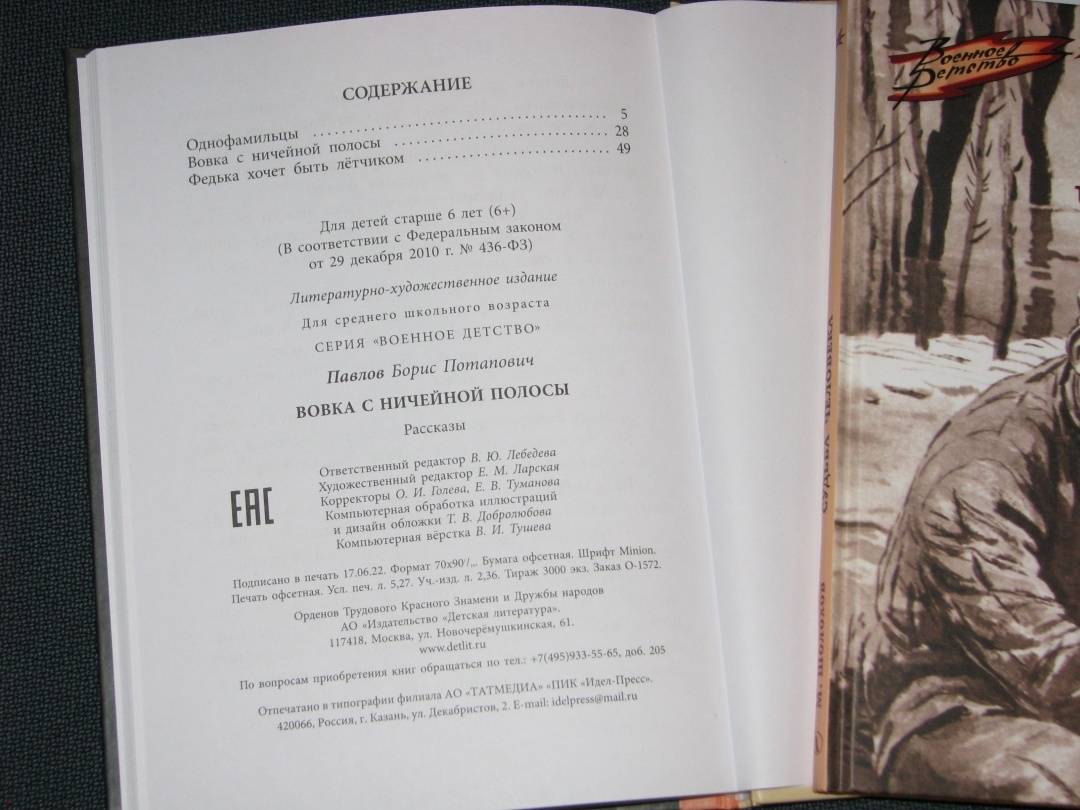 СОДЕРЖАНИЕ
Однофамильцы ........................................ 5
Вовка с ничейной полосы ............................. 28
Федька хочет быть лётчиком .......................... 49
Для детей старше 6 лет (6+)
(В соответствии с Федеральным законом
от 29 декабря 2010 г. № 436-ФЗ)
Литературно-художественное издание
Для среднего школьного возраста
СЕРИЯ «ВОЕННОЕ ДЕТСТВО»
Павлов Борис Потапович
ВОВКА С НИЧЕЙНОЙ ПОЛОСЫ
Рассказы
Ответственный редактор В. Ю. Лебедева
Художественный редактор Е. М. Ларская
Корректоры О. И. Голева, Е. В. Туманова
Компьютерная обработка иллюстраций
и дизайн обложки Т. В. Добролюбова
Компьютерная вёрстка В. И. Тушева
EAC
Подписано в печать 17.06.22. Формат 70х90 Бумага офсетная. Шрифт Minion.
Печать офсетная. Усл. печ. л. 5,27. Уч.-изд. л. 2,36. Тираж 3000 экз. Заказ О-1572.
Орденов Трудового Красного Знамени и Дружбы народов
АО «Издательство «Детская литература».
117418, Москва, ул. Новочерёмушкинская, 61.
www.detlit.ru
По вопросам приобретения книг обращаться по тел.: +7(495)933-55-65, доб. 205
Отпечатано в типографии филиала АО «ТАТМЕДИА» «ПИК «Идел-Пресс».
420066, Россия, г. Казань, ул. Декабристов, 2. E-mail: idelpress@mail.ru
Военное
Детство
М. ШОЛОХОВ
СУДЬБА ЧЕЛОВЕКА